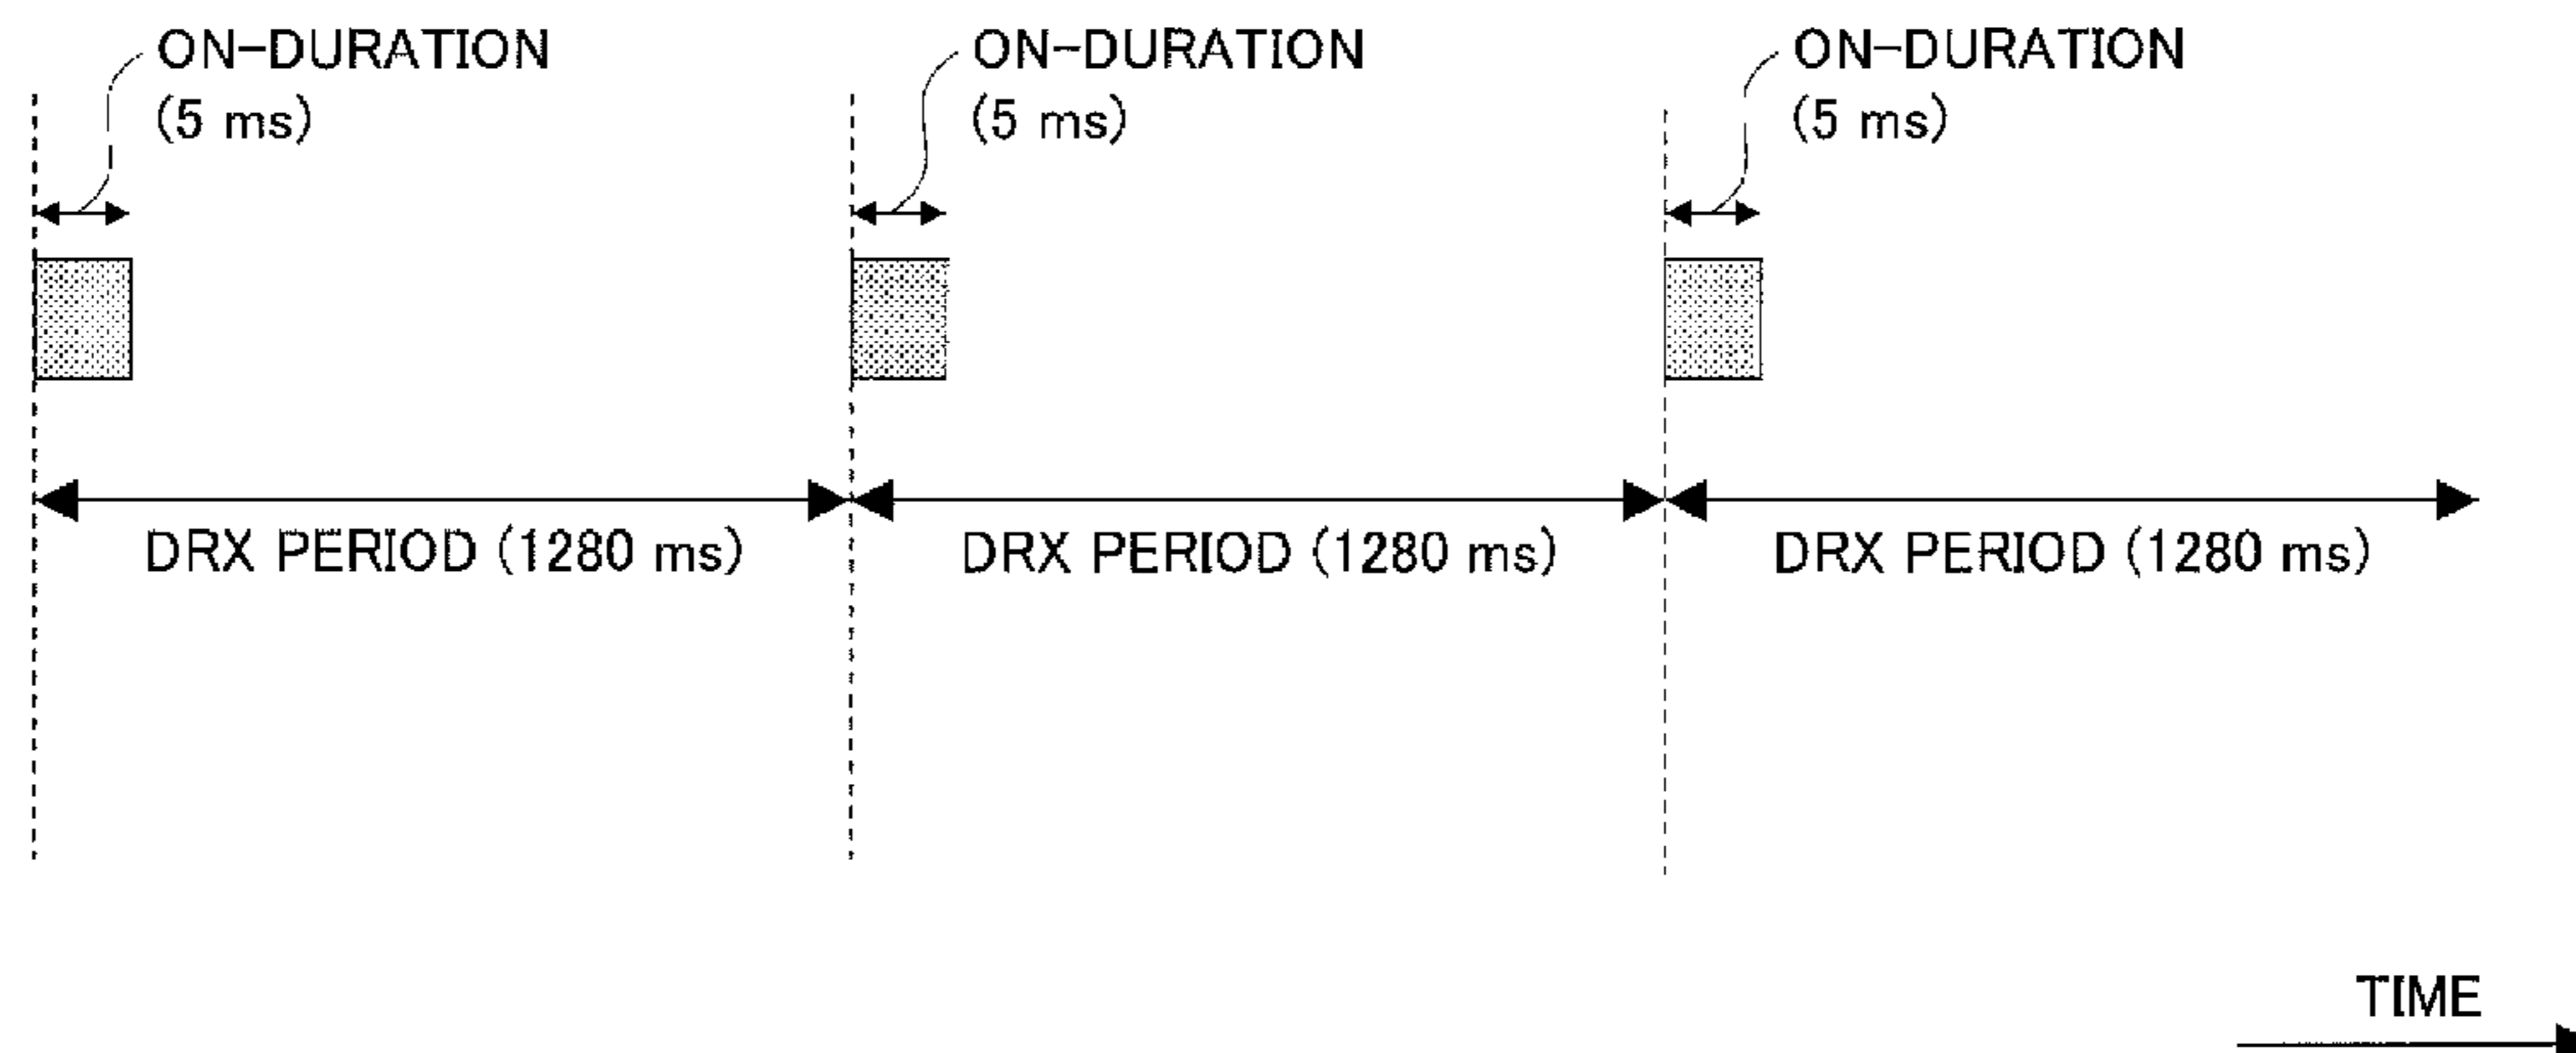 ON-DURATION
(5 ms)
ON-DURATION
(5 ms)
ON-DURATION
(5 ms)
DRX PERIOD (1280 ms)
DRX PERIOD (1280 ms)
DRX PERIOD (1280 ms)
TIME